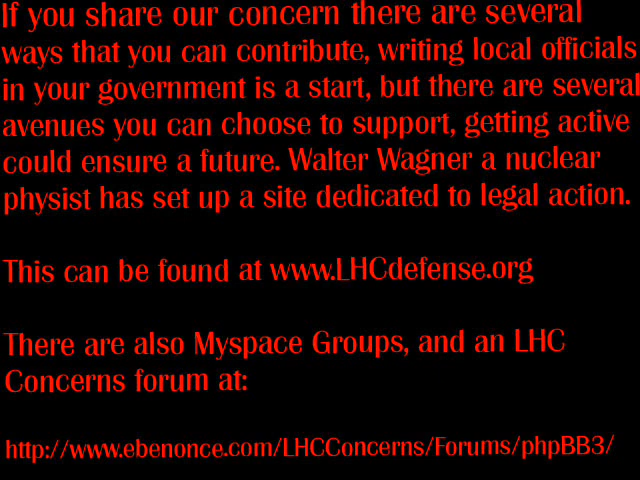 If you share our concern there are several
ways that you can contribute, writing local officials
in your government is a start, but there are several
avenues you can choose to support, getting active
could ensure a future. Walter Wagner a nuclear
physist has set up a site dedicated to legal action.
This can be found at www.LHCdefense.org
There are also Myspace Groups, and an LHC
Concerns forum at:
http://www.ebenonce.com/LHCConcerns/Forums/phpBB3/